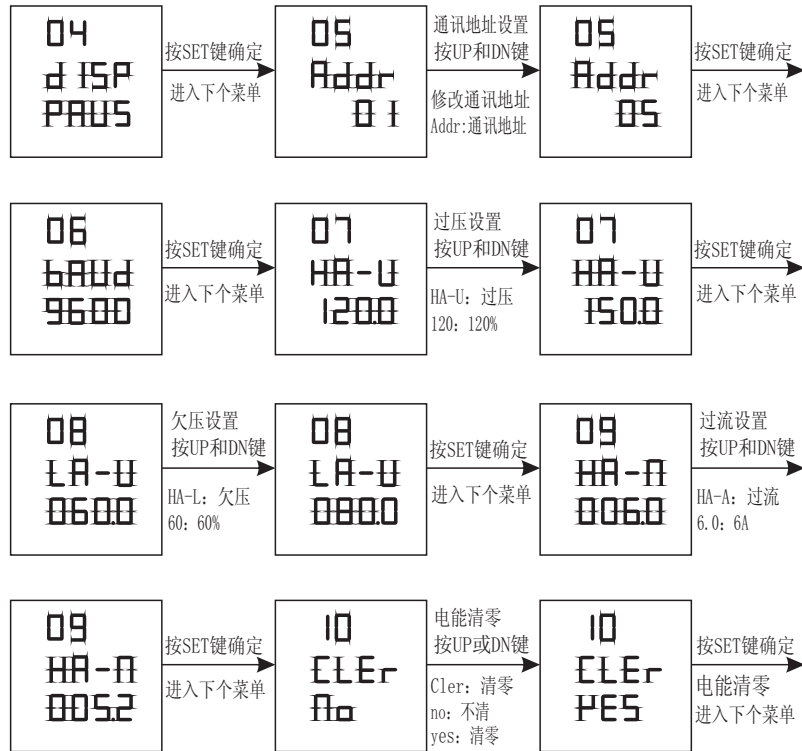 04
dISP
PAUS
按SET键确定
进入下个菜单
05
Addr
01
通讯地址设置
按UP和DN键
修改通讯地址
Addr:通讯地址
05
Addr
05
按SET键确定
进入下个菜单
06
bAUd
9600
按SET键确定
进入下个菜单
07
HA-U
120.0
过压设置
按UP和DN键
HA-U: 过压
120: 120%
07
HA-U
150.0
按SET键确定
进入下个菜单
08
LA-U
060.0
欠压设置
按UP和DN键
HA-L: 欠压
60: 60%
08
LA-U
080.0
按SET键确定
进入下个菜单
09
HA-A
006.0
过流设置
按UP和DN键
HA-A: 过流
6.0: 6A
09
HA-A
005.2
按SET键确定
进入下个菜单
10
CLEr
no
电能清零
按UP或DN键
Cler: 清零
no: 不清
yes: 清零
10
CLEr
YES
按SET键确定
电能清零
进入下个菜单